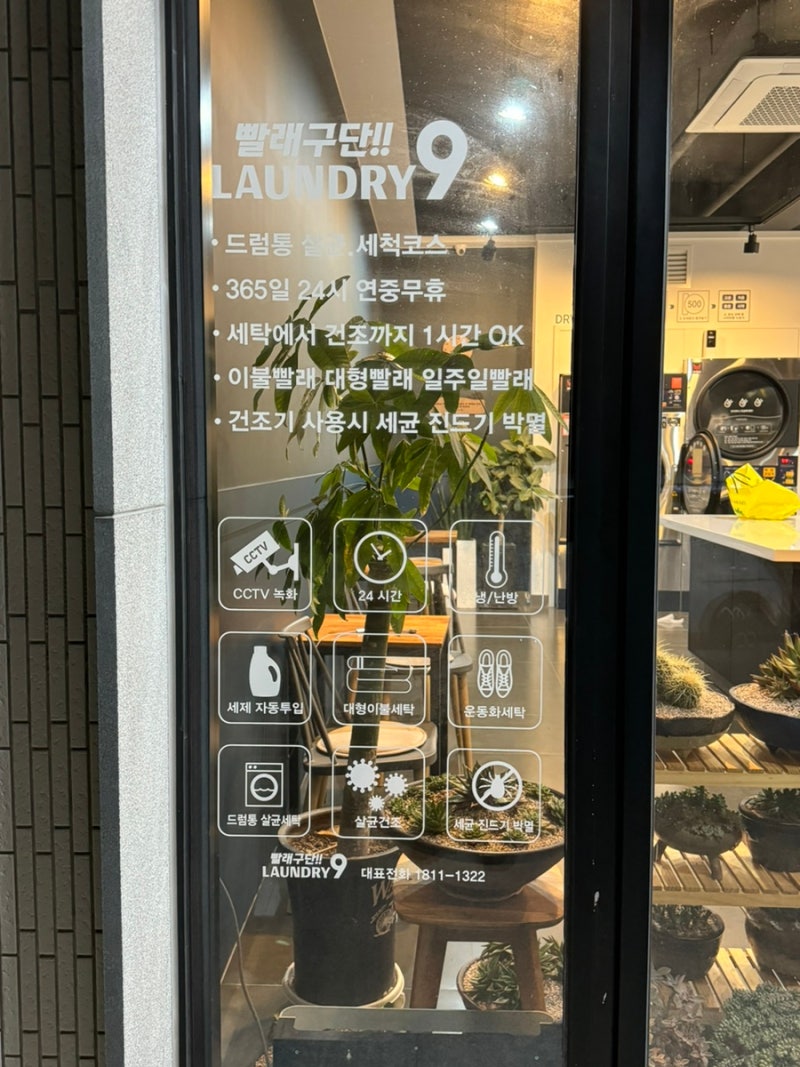 빨래구단!!
LAUNDRY 9
• 드럼통 살균.세척코스
• 365일 24시 연중무휴
• 세탁에서 건조까지 1시간 OK
• 이불빨래 대형빨래 일주일빨래
• 건조기 사용시 세균 진드기 박멸
DRY
500
CCTV
CCTV 녹화
24 시간
냉/난방
세제 자동투입
대형이불세탁
운동화세탁
드럼통 살균세탁
살균건조
세균 진드기 박멸
빨래구단!!
LAUNDRY 9 대표전화 1811-1322